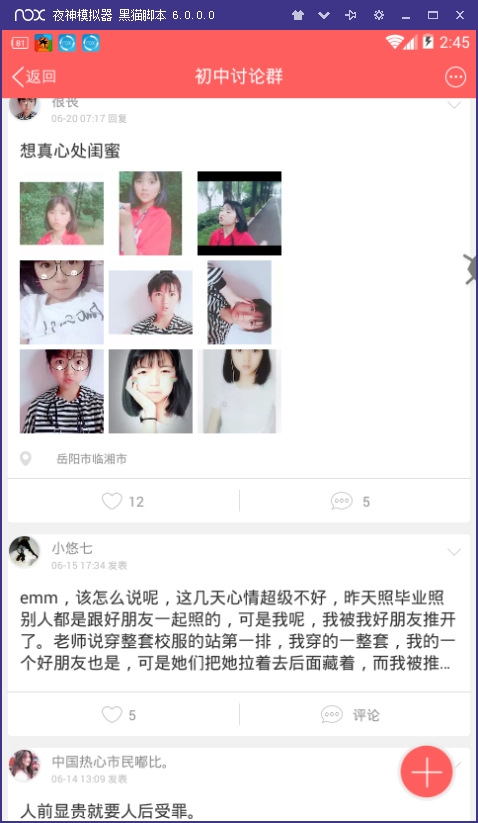 nox 夜神模拟器 黑猫脚本 6.0.0.0
81 2:45
返回 初中讨论群
很丧
06-20 07:17 回复
想真心处闺蜜
岳阳市临湘市
12 5
小悠七
06-15 17:34 发表
emm，该怎么说呢，这几天心情超级不好，昨天照毕业照
别人都是跟好朋友一起照的，可是我呢，我被我好朋友推开
了。老师说穿整套校服的站第一排，我穿的一整套，我的一
个好朋友也是，可是她们把她拉着去后面藏着，而我被推...
5 评论
中国热心市民嘟比。
06-14 13:09 发表
人前显贵就要人后受罪。